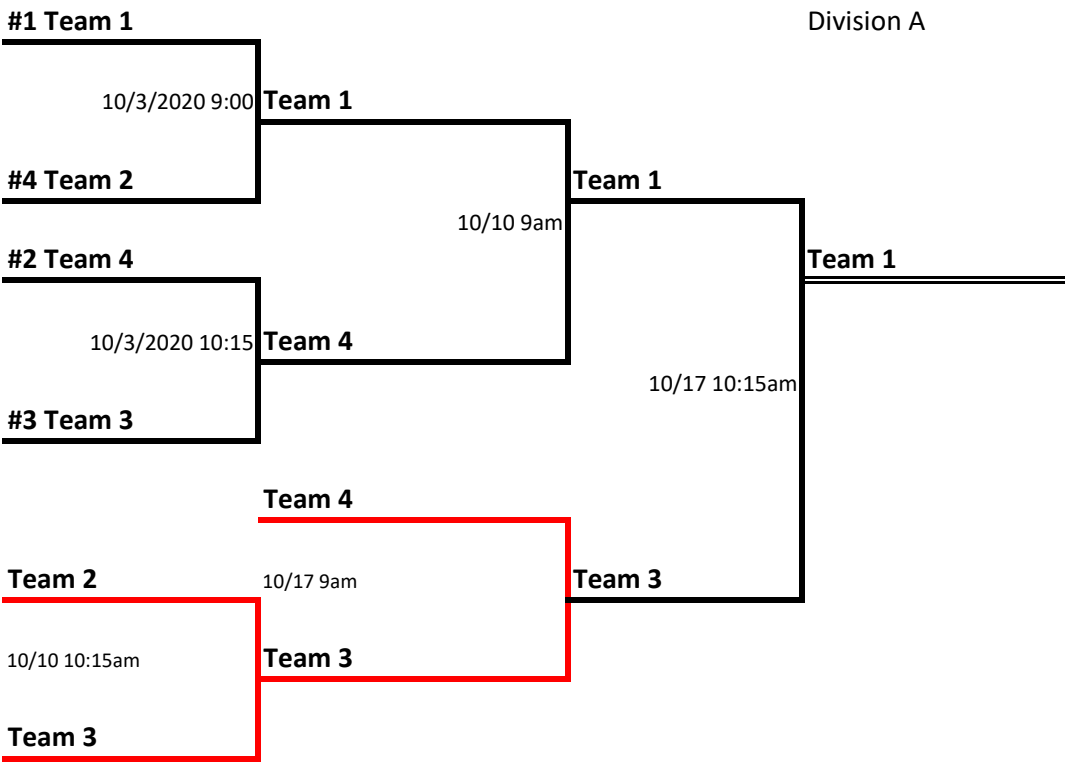 #1 Team 1
Division A
10/3/2020 9:00
Team 1
#4 Team 2
Team 1
10/10 9am
#2 Team 4
Team 1
10/3/2020 10:15
Team 4
10/17 10:15am
#3 Team 3
Team 4
Team 2
10/17 9am
Team 3
10/10 10:15am
Team 3
Team 3